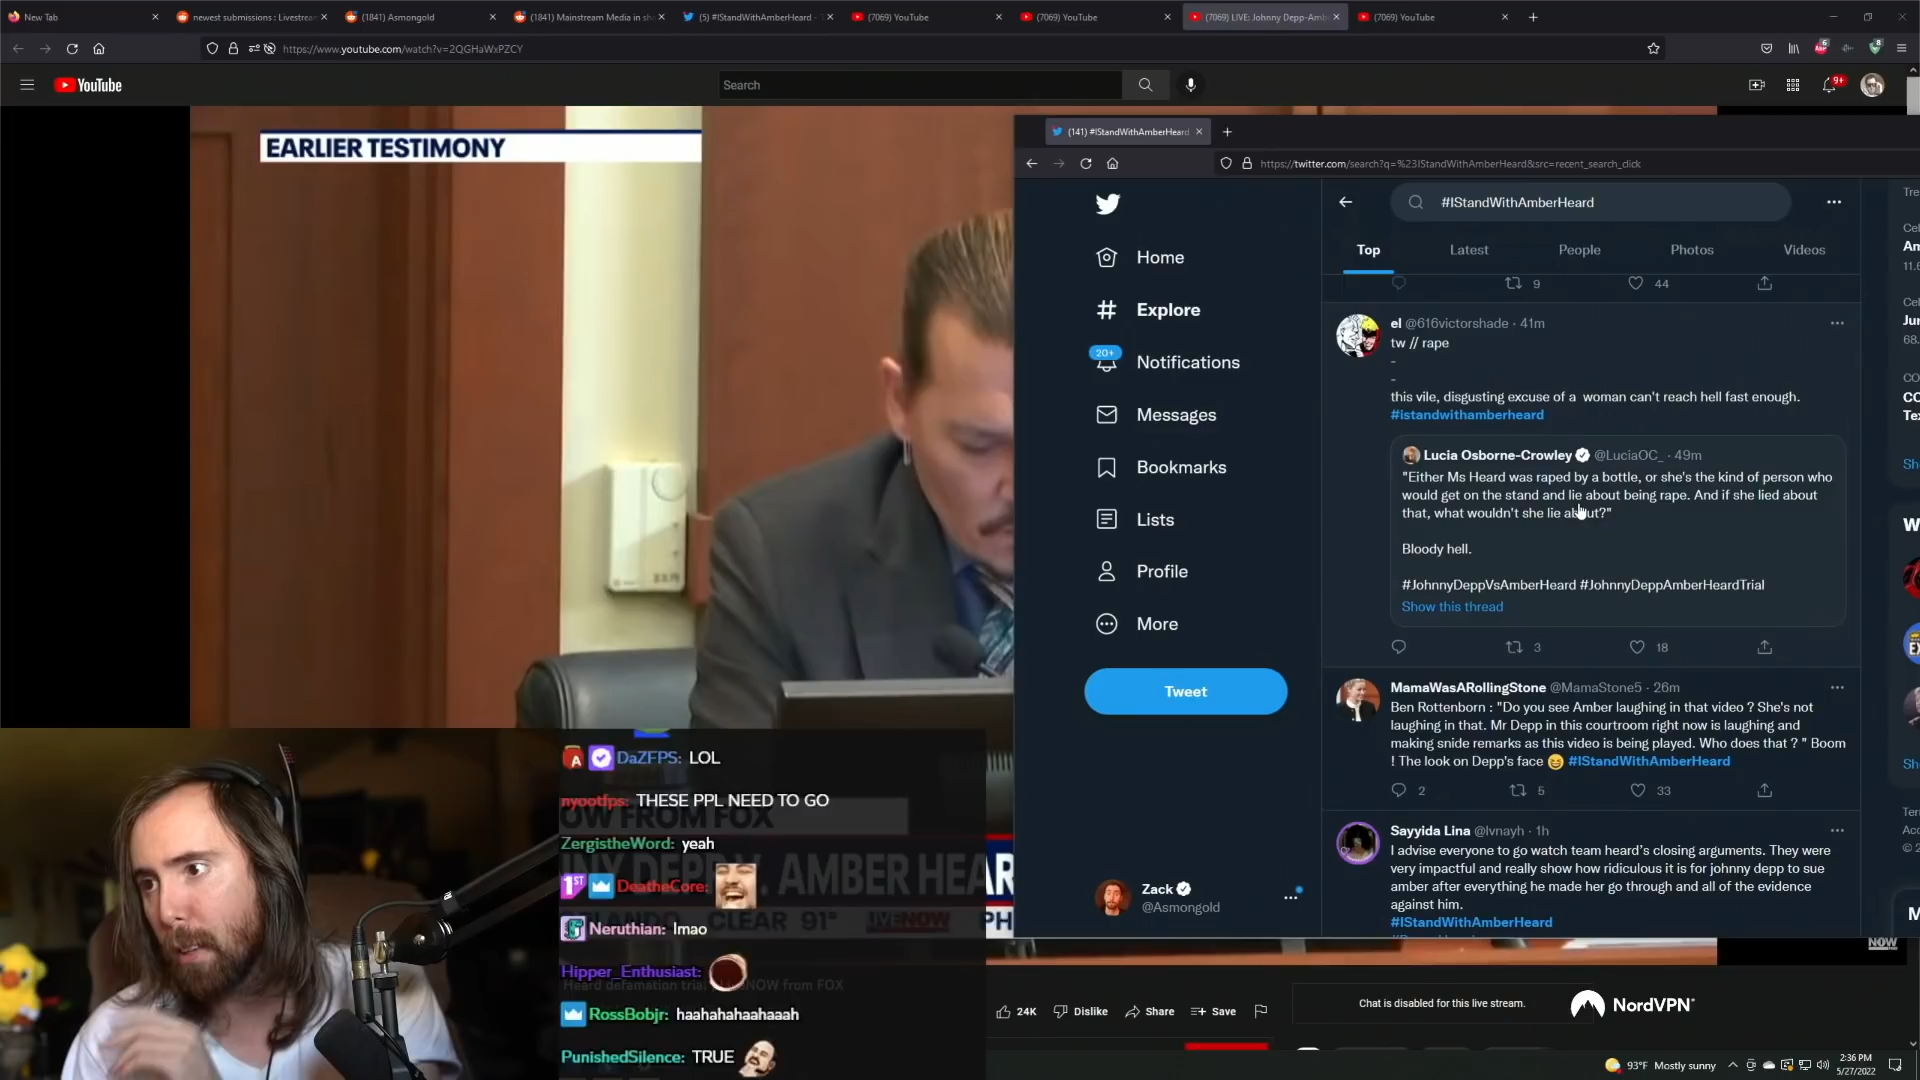 New Tab
newest submissions : Livestream
(1841) Asmongold
(1841) Mainstream Media in sh
(5) #IStandWithAmberHeard - T
(7069) YouTube
(7069) YouTube
(7069) LIVE: Johnny Depp-Amb
(7069) YouTube
https://www.youtube.com/watch?v=2QGHaWxPZCY
6
8
YouTube
Search
9+
EARLIER TESTIMONY
(141) #IStandWithAmberHeard
https://twitter.com/search?q=%23IStandWithAmberHeard&src=recent_search_click
#IStandWithAmberHeard
Home
Explore
20+
Notifications
Messages
Bookmarks
Lists
Profile
More
Tweet
Zack
@Asmongold
Top
Latest
People
Photos
Videos
9
44
el @616victorshade · 41m
tw // rape
-
-
this vile, disgusting excuse of a woman can't reach hell fast enough.
#istandwithamberheard
Lucia Osborne-Crowley @LuciaOC_ · 49m
"Either Ms Heard was raped by a bottle, or she's the kind of person who
would get on the stand and lie about being rape. And if she lied about
that, what wouldn't she lie about?"
Bloody hell.
#JohnnyDeppVsAmberHeard #JohnnyDeppAmberHeardTrial
Show this thread
3
18
MamaWasARollingStone @MamaStone5 · 26m
Ben Rottenborn : "Do you see Amber laughing in that video ? She's not
laughing in that. Mr Depp in this courtroom right now is laughing and
making snide remarks as this video is being played. Who does that ? " Boom
! The look on Depp's face 😆 #IStandWithAmberHeard
2
5
33
Sayyida Lina @lvnayh · 1h
I advise everyone to go watch team heard's closing arguments. They were
very impactful and really show how ridiculous it is for johnny depp to sue
amber after everything he made her go through and all of the evidence
against him.
#IStandWithAmberHeard
DaZFPS: LOL
nyootfps: THESE PPL NEED TO GO
OW FROM FOX
ZergistheWord: yeah
1ST DeatheCore:
NY DEPP V. AMBER HEAR
Neruthian: lmao
CLEAR 91° LIVENOW PH
Hipper_Enthusiast:
Heard defamation trial
NOW from FOX
RossBobjr: haahahahaahaaah
PunishedSilence: TRUE
NOW
24K
Dislike
Share
Save
Chat is disabled for this live stream.
NordVPN
93°F Mostly sunny
2:36 PM
5/27/2022